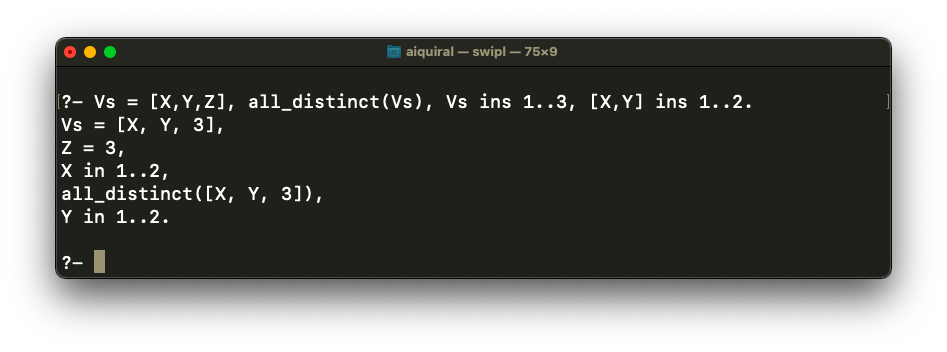 aiquiral — swipl — 75×9
[?- Vs = [X,Y,Z], all_distinct(Vs), Vs ins 1..3, [X,Y] ins 1..2. ]
Vs = [X, Y, 3],
Z = 3,
X in 1..2,
all_distinct([X, Y, 3]),
Y in 1..2.
?-